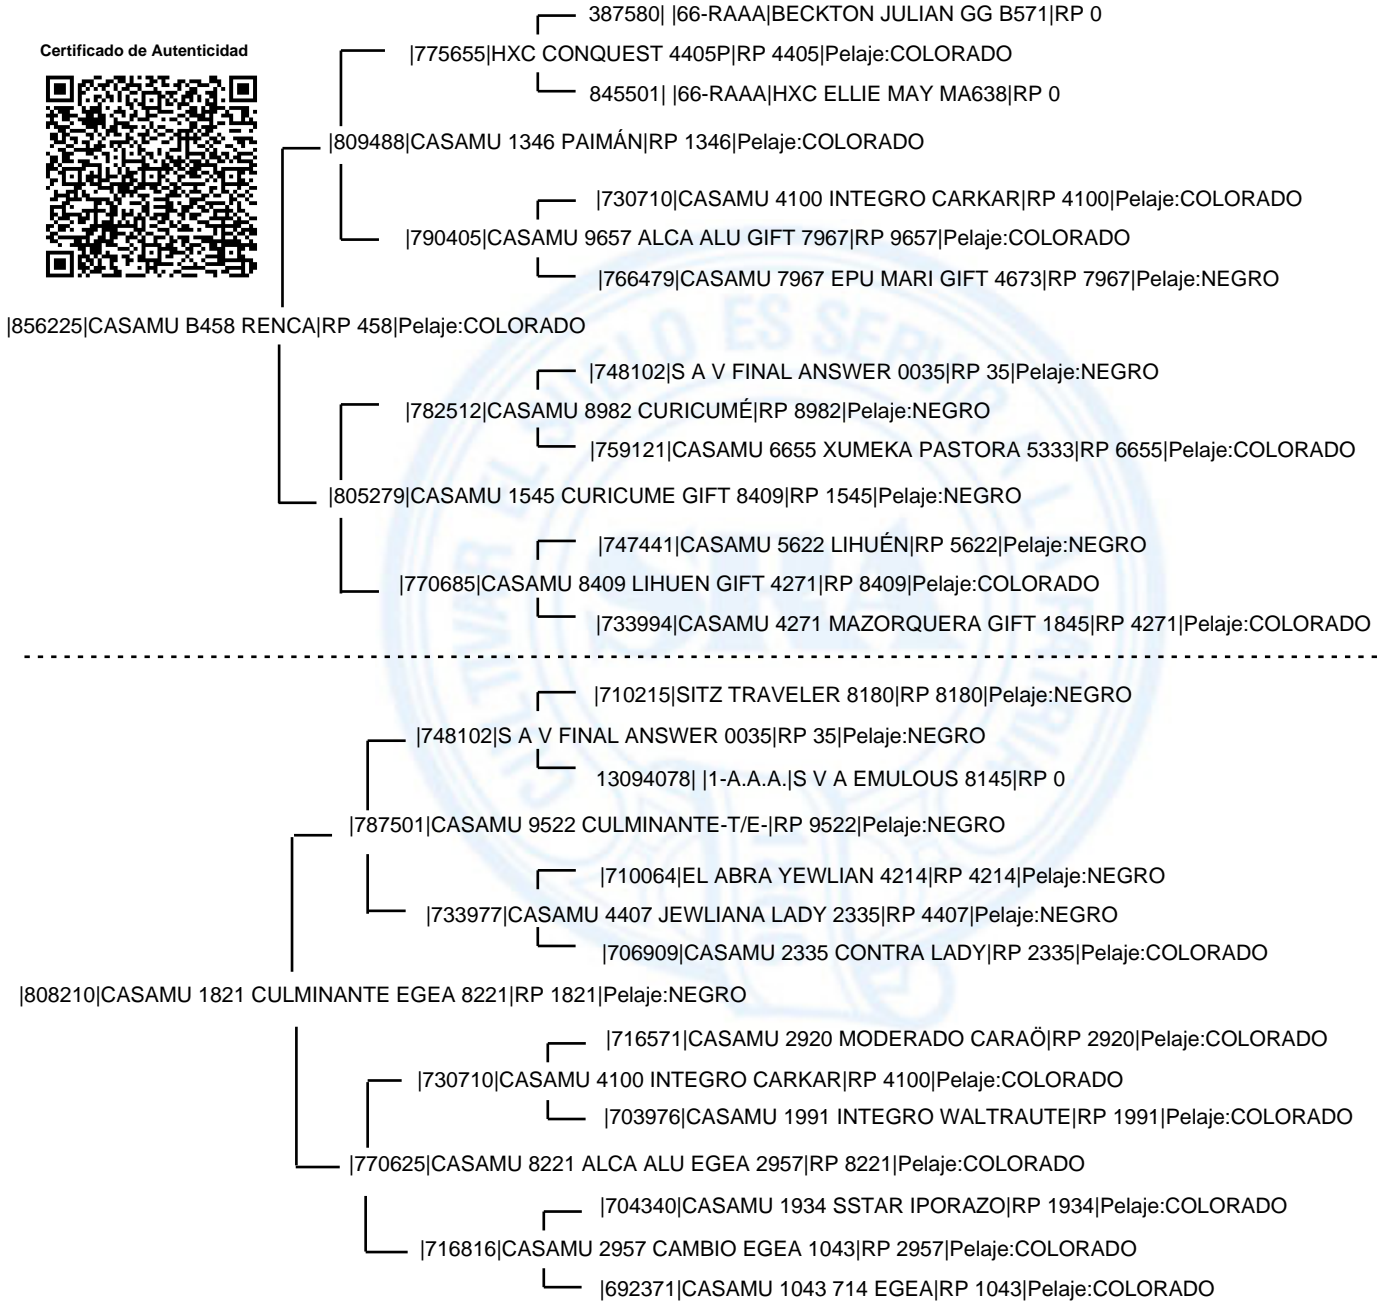 387580| |66-RAAA|BECKTON JULIAN GG B571|RP 0
Certificado de Autenticidad
|775655|HXC CONQUEST 4405P|RP 4405|Pelaje:COLORADO
845501| |66-RAAA|HXC ELLIE MAY MA638|RP 0
|809488|CASAMU 1346 PAIMÁN|RP 1346|Pelaje:COLORADO
|730710|CASAMU 4100 INTEGRO CARKAR|RP 4100|Pelaje:COLORADO
|790405|CASAMU 9657 ALCA ALU GIFT 7967|RP 9657|Pelaje:COLORADO
|766479|CASAMU 7967 EPU MARI GIFT 4673|RP 7967|Pelaje:NEGRO
|856225|CASAMU B458 RENCA|RP 458|Pelaje:COLORADO
|748102|S A V FINAL ANSWER 0035|RP 35|Pelaje:NEGRO
|782512|CASAMU 8982 CURICUMÉ|RP 8982|Pelaje:NEGRO
|759121|CASAMU 6655 XUMEKA PASTORA 5333|RP 6655|Pelaje:COLORADO
|805279|CASAMU 1545 CURICUME GIFT 8409|RP 1545|Pelaje:NEGRO
|747441|CASAMU 5622 LIHUÉN|RP 5622|Pelaje:NEGRO
|770685|CASAMU 8409 LIHUEN GIFT 4271|RP 8409|Pelaje:COLORADO
|733994|CASAMU 4271 MAZORQUERA GIFT 1845|RP 4271|Pelaje:COLORADO
|710215|SITZ TRAVELER 8180|RP 8180|Pelaje:NEGRO
|748102|S A V FINAL ANSWER 0035|RP 35|Pelaje:NEGRO
13094078| |1-A.A.A.|S V A EMULOUS 8145|RP 0
|787501|CASAMU 9522 CULMINANTE-T/E-|RP 9522|Pelaje:NEGRO
|710064|EL ABRA YEWLIAN 4214|RP 4214|Pelaje:NEGRO
|733977|CASAMU 4407 JEWLIANA LADY 2335|RP 4407|Pelaje:NEGRO
|706909|CASAMU 2335 CONTRA LADY|RP 2335|Pelaje:COLORADO
|808210|CASAMU 1821 CULMINANTE EGEA 8221|RP 1821|Pelaje:NEGRO
|716571|CASAMU 2920 MODERADO CARAÖ|RP 2920|Pelaje:COLORADO
|730710|CASAMU 4100 INTEGRO CARKAR|RP 4100|Pelaje:COLORADO
|703976|CASAMU 1991 INTEGRO WALTRAUTE|RP 1991|Pelaje:COLORADO
|770625|CASAMU 8221 ALCA ALU EGEA 2957|RP 8221|Pelaje:COLORADO
|704340|CASAMU 1934 SSTAR IPORAZO|RP 1934|Pelaje:COLORADO
|716816|CASAMU 2957 CAMBIO EGEA 1043|RP 2957|Pelaje:COLORADO
|692371|CASAMU 1043 714 EGEA|RP 1043|Pelaje:COLORADO
CULTIVAR EL SUELO ES SERVIR A LA PATRIA
SRA
1866